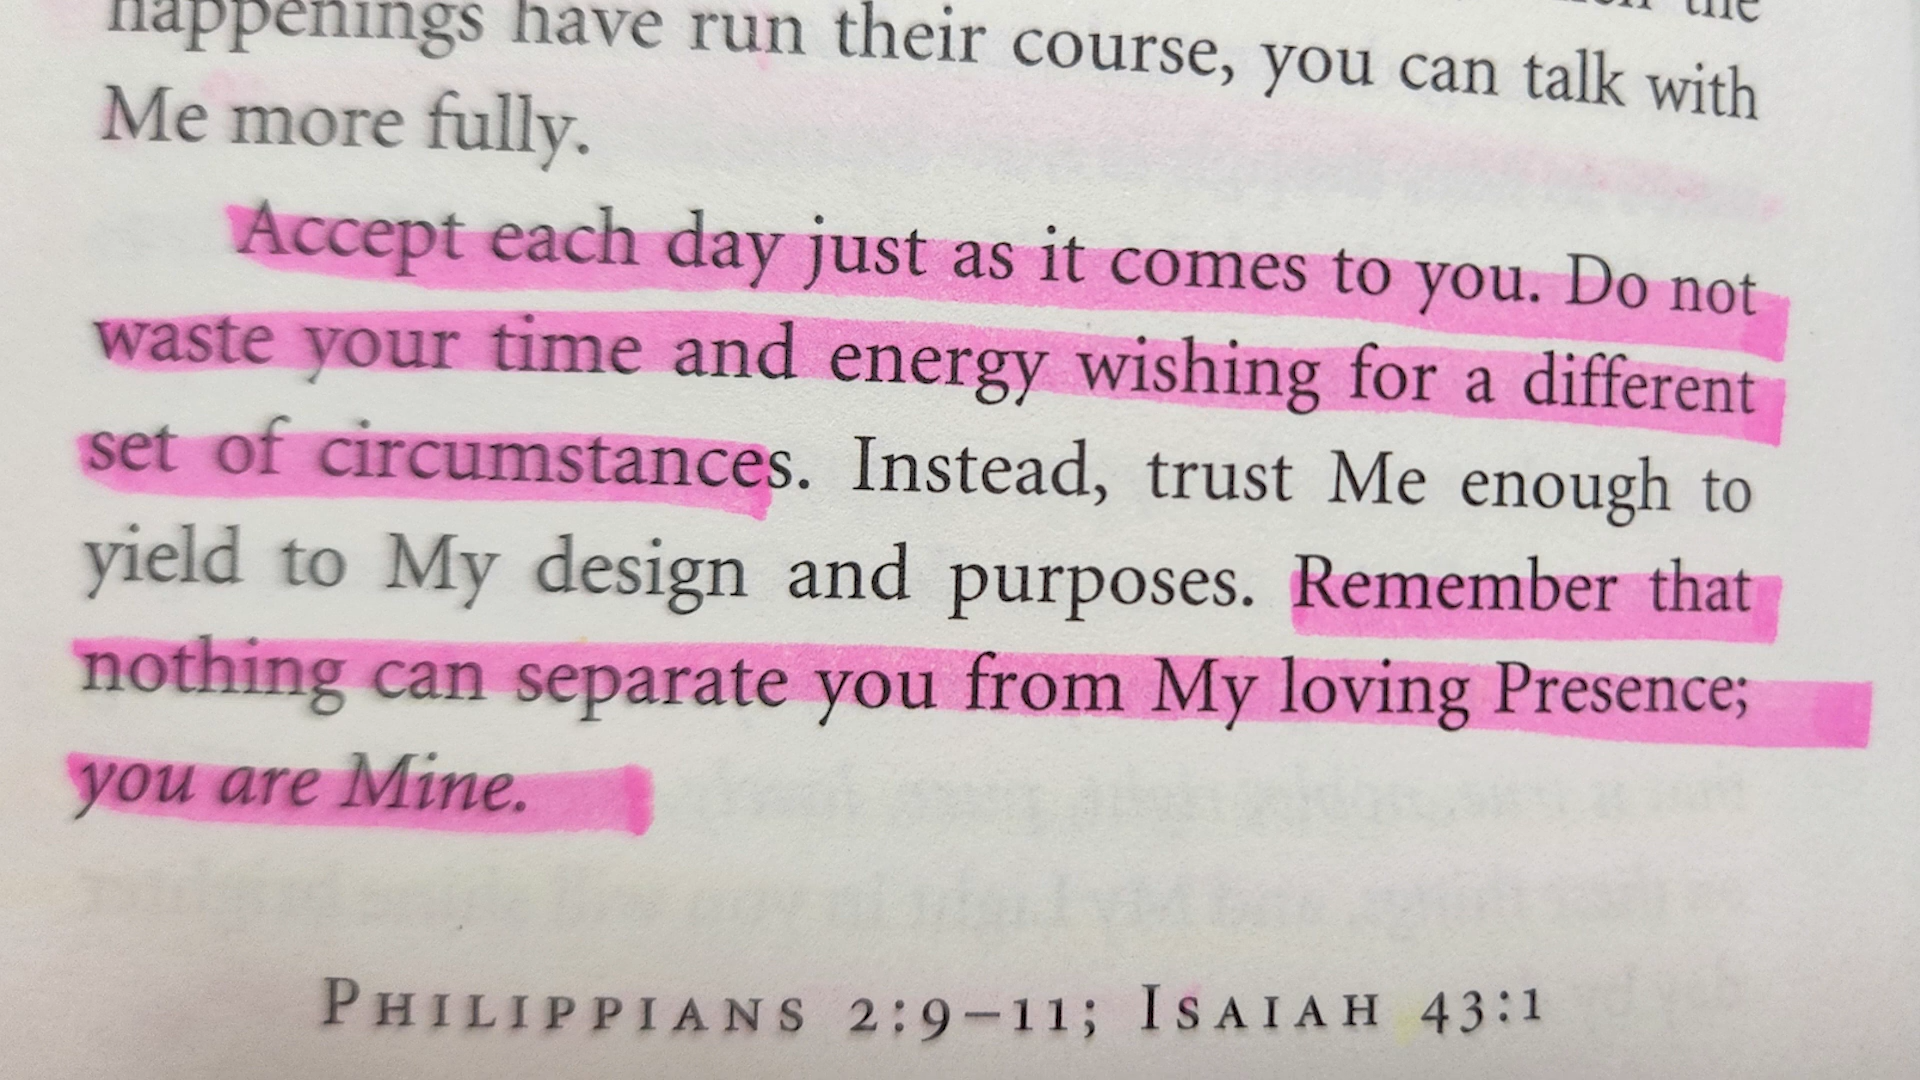 happenings have run their course, you can talk with the
Me more fully.
Accept each day just as it comes to you. Do not
waste your time and energy wishing for a different
set of circumstances. Instead, trust Me enough to
yield to My design and purposes. Remember that
nothing can separate you from My loving Presence;
you are Mine.
PHILIPPIANS 2:9–11; ISAIAH 43:1